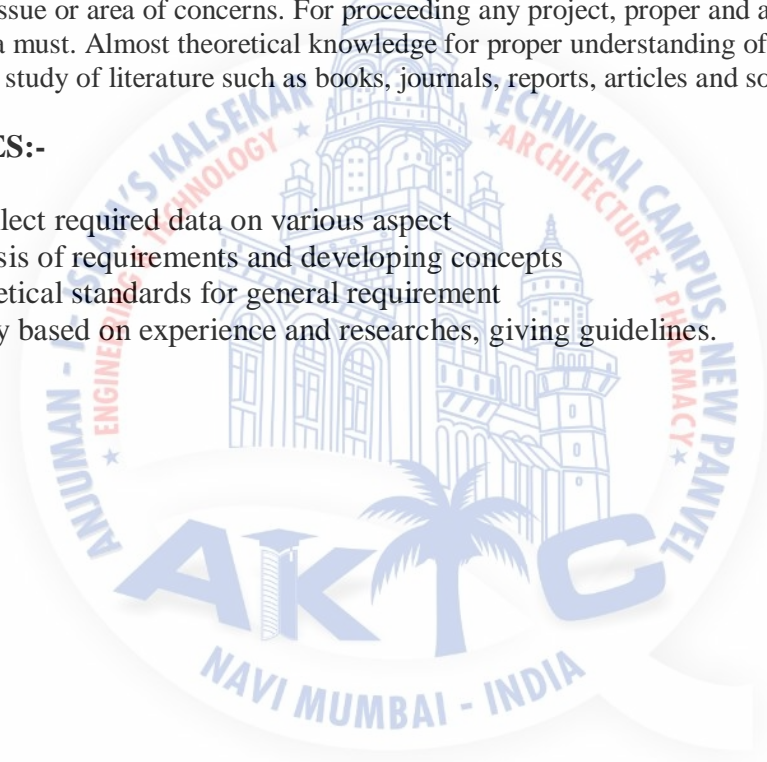 ssue or area of concerns. For proceeding any project, proper and a
a must. Almost theoretical knowledge for proper understanding of
study of literature such as books, journals, reports, articles and so
ES:-
lect required data on various aspect
sis of requirements and developing concepts
etical standards for general requirement
y based on experience and researches, giving guidelines.
ANJUMAN - I - ISLAM'S KALSEKAR TECHNICAL CAMPUS NEW PANVEL
ENGINEERING & TECHNOLOGY ★ ★ ARCHITECTURE ★ PHARMACY ★
AKTC
NAVI MUMBAI - INDIA